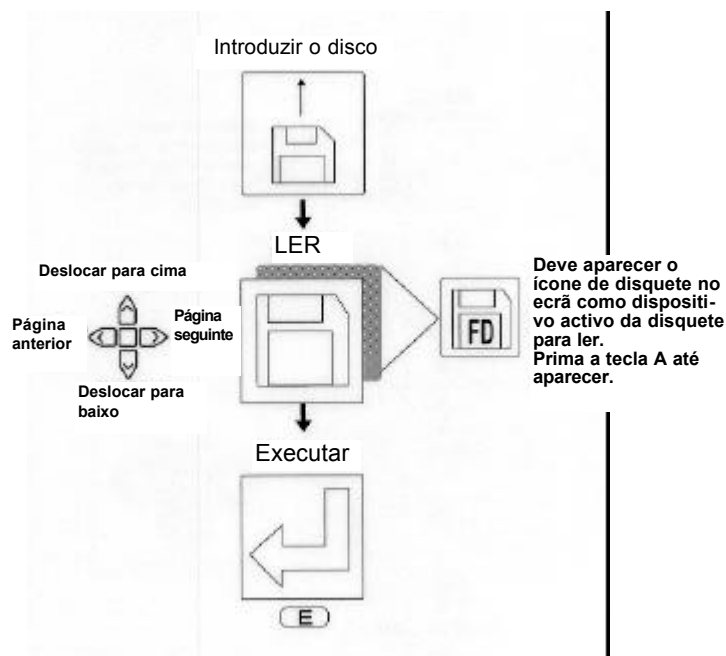 Introduzir o disco
LER
Deslocar para cima
Página
anterior
Página
seguinte
Deslocar para
baixo
FD
Deve aparecer o
ícone de disquete no
ecrã como dispositi-
vo activo da disquete
para ler.
Prima a tecla A até
aparecer.
Executar
E